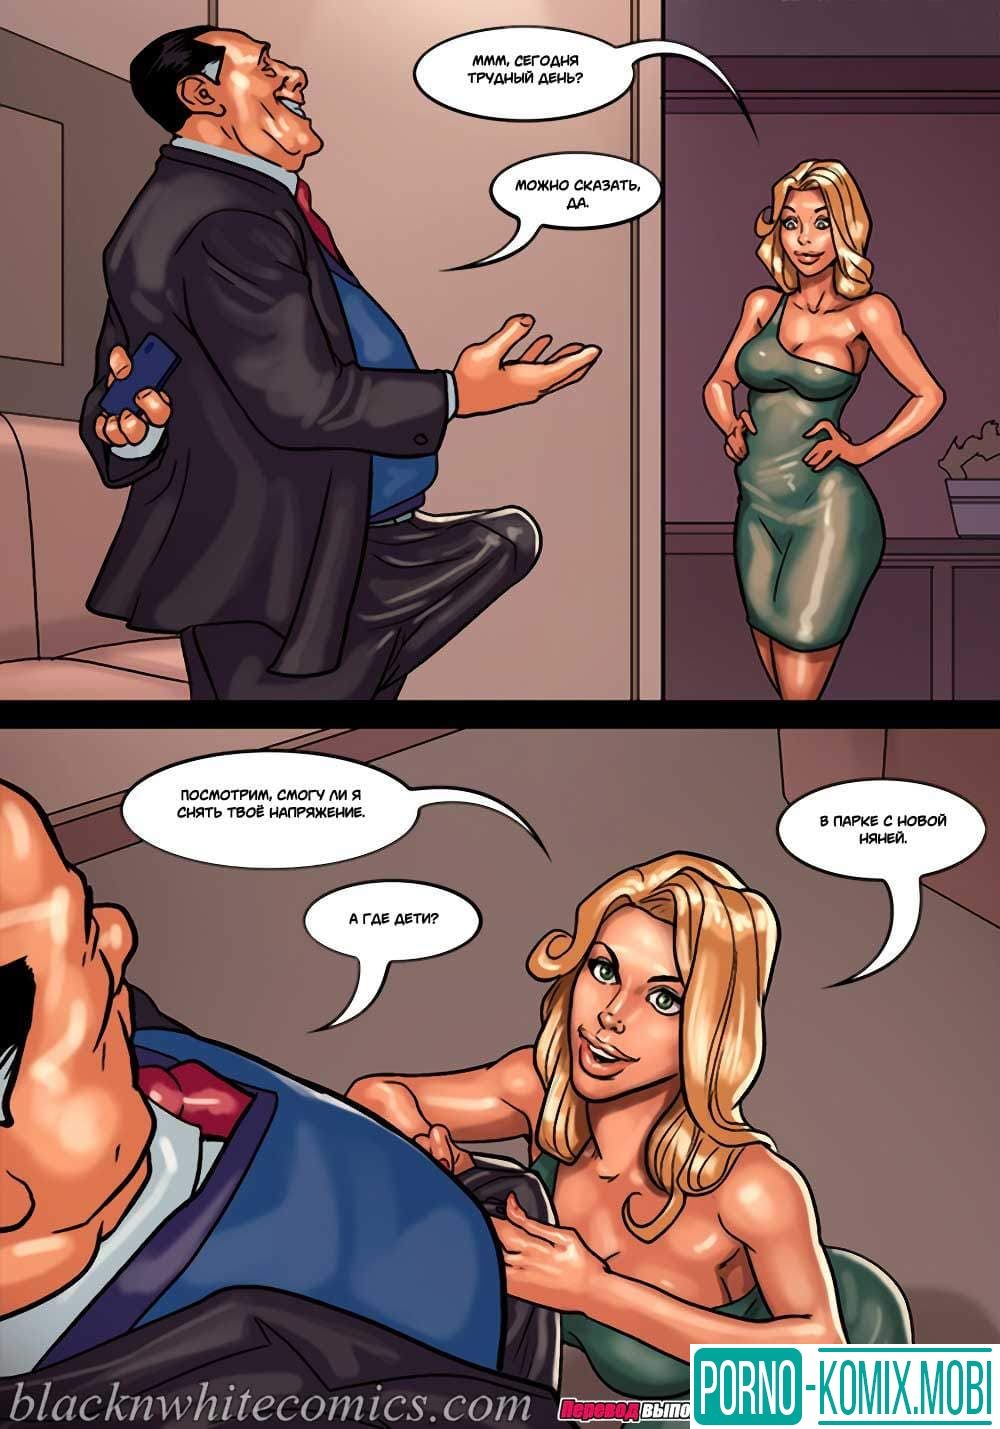 МММ, СЕГОДНЯ
ТРУДНЫЙ ДЕНЬ?
МОЖНО СКАЗАТЬ,
ДА.
ПОСМОТРИМ, СМОГУ ЛИ Я
СНЯТЬ ТВОЁ НАПРЯЖЕНИЕ.
А ГДЕ ДЕТИ?
В ПАРКЕ С НОВОЙ
НЯНЕЙ.
blacknwhitecomics.com
Перевод
PORNO-KOMIX.MOBI